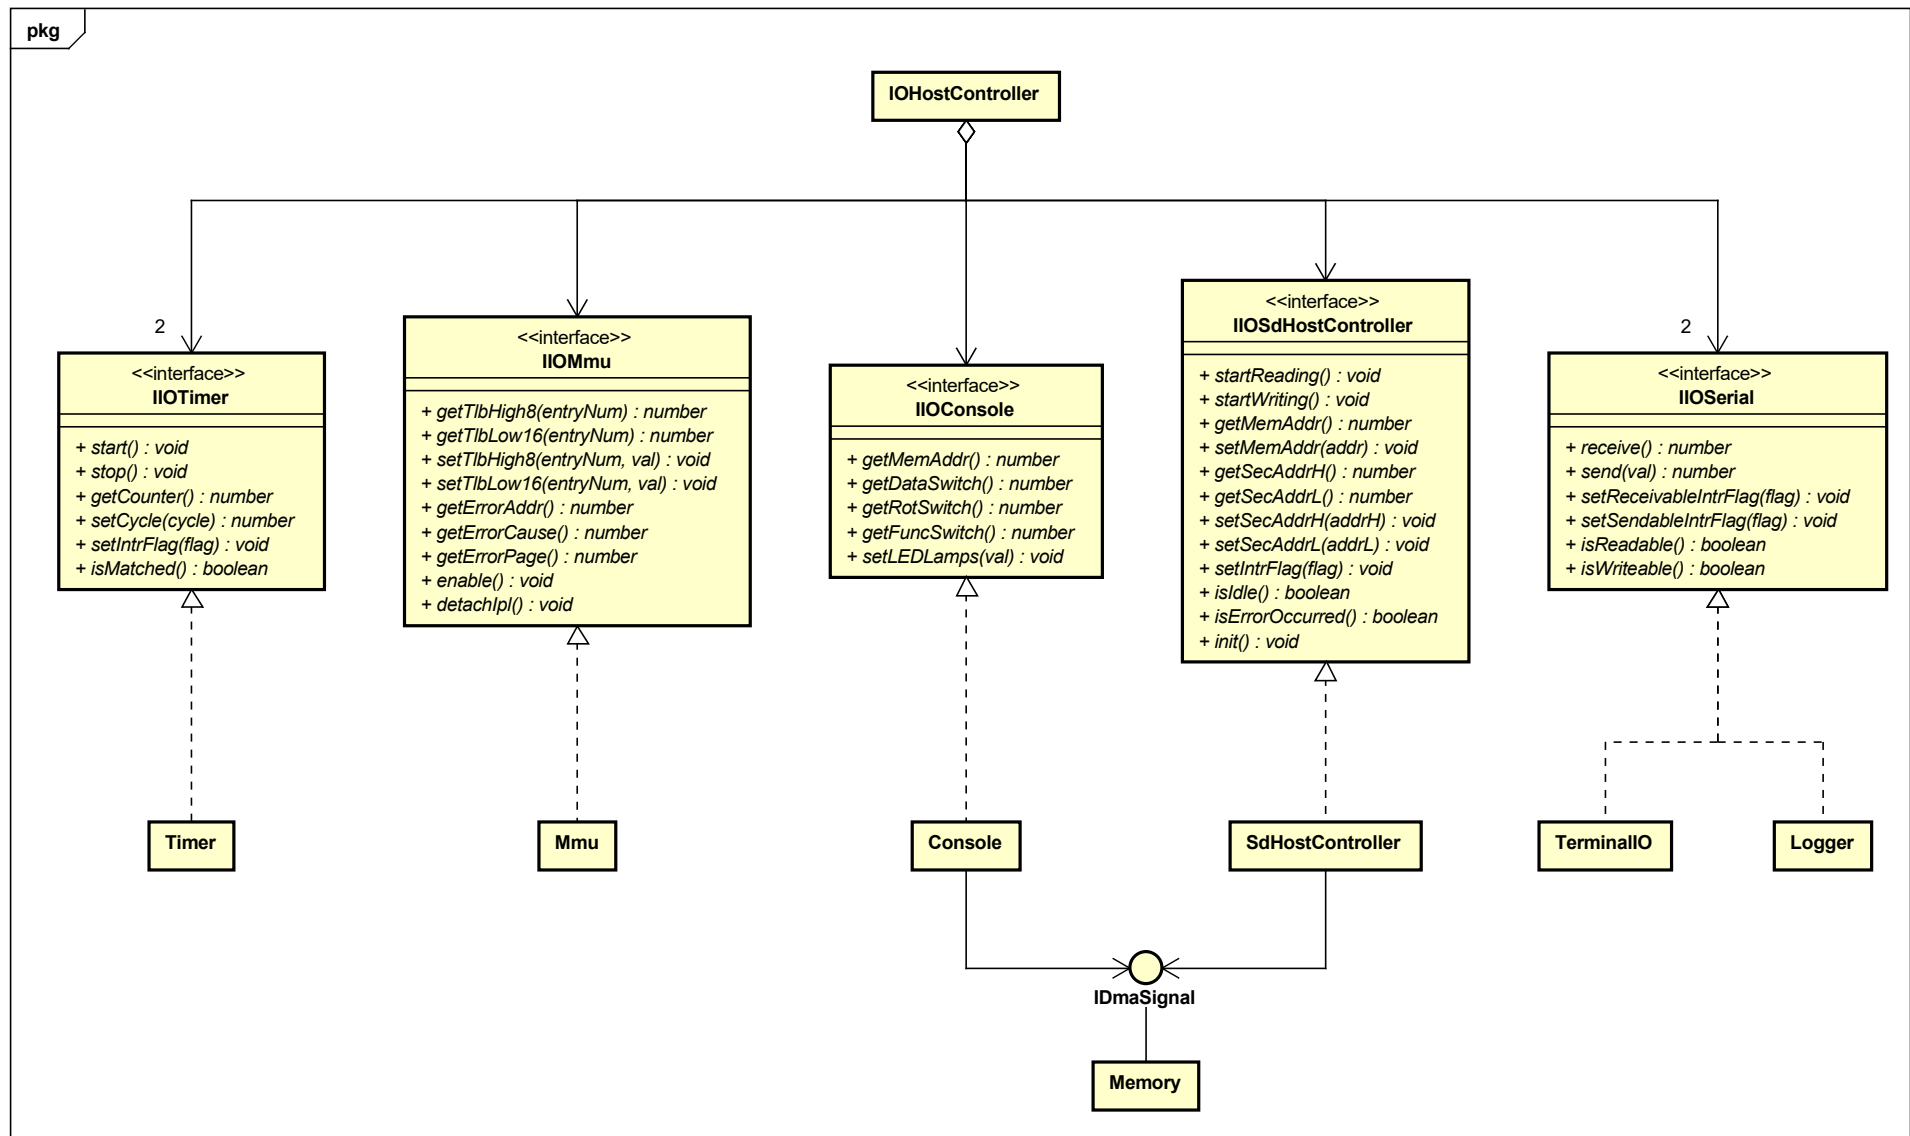 pkg
IOHostController
2
<<interface>>
IIOTimer
+ start() : void
+ stop() : void
+ getCounter() : number
+ setCycle(cycle) : number
+ setIntrFlag(flag) : void
+ isMatched() : boolean
<<interface>>
IIOMmu
+ getTlbHigh8(entryNum) : number
+ getTlbLow16(entryNum) : number
+ setTlbHigh8(entryNum, val) : void
+ setTlbLow16(entryNum, val) : void
+ getErrorAddr() : number
+ getErrorCause() : number
+ getErrorPage() : number
+ enable() : void
+ detachIpl() : void
<<interface>>
IIOConsole
+ getMemAddr() : number
+ getDataSwitch() : number
+ getRotSwitch() : number
+ getFuncSwitch() : number
+ setLEDLamps(val) : void
<<interface>>
IIOSdHostController
+ startReading() : void
+ startWriting() : void
+ getMemAddr() : number
+ setMemAddr(addr) : void
+ getSecAddrH() : number
+ getSecAddrL() : number
+ setSecAddrH(addrH) : void
+ setSecAddrL(addrL) : void
+ setIntrFlag(flag) : void
+ isIdle() : boolean
+ isErrorOccurred() : boolean
+ init() : void
2
<<interface>>
IIOSerial
+ receive() : number
+ send(val) : number
+ setReceivableIntrFlag(flag) : void
+ setSendableIntrFlag(flag) : void
+ isReadable() : boolean
+ isWriteable() : boolean
Timer
Mmu
Console
SdHostController
TerminalIO
Logger
IDmaSignal
Memory